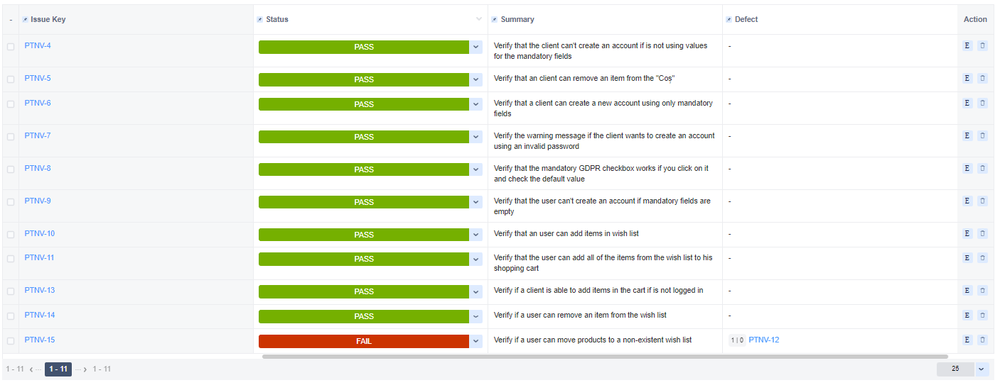 - Issue Key Status Summary Defect Action
PTNV-4 PASS Verify that the client can't create an account if is not using values - E
for the mandatory fields
PTNV-5 PASS Verify that an client can remove an item from the "Coș" - E
PTNV-6 PASS Verify that a client can create a new account using only mandatory - E
fields
PTNV-7 PASS Verify the warning message if the client wants to create an account - E
using an invalid password
PTNV-8 PASS Verify that the mandatory GDPR checkbox works if you click on it - E
and check the default value
PTNV-9 PASS Verify that the user can't create an account if mandatory fields are - E
empty
PTNV-10 PASS Verify that an user can add items in wish list - E
PTNV-11 PASS Verify that the user can add all of the items from the wish list to his - E
shopping cart
PTNV-13 PASS Verify if a client is able to add items in the cart if is not logged in - E
PTNV-14 PASS Verify if a user can remove an item from the wish list - E
PTNV-15 FAIL Verify if a user can move products to a non-existent wish list 1 | 0 PTNV-12 E
1 - 11 ‹ ... 1 - 11 ... › 1 - 11 25